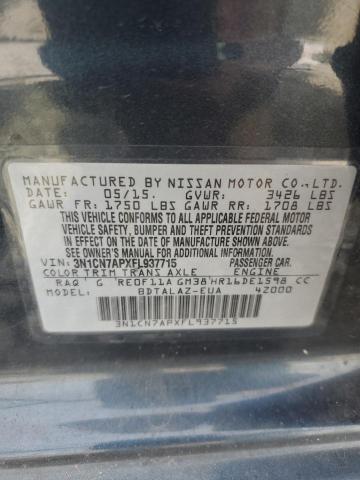 MANUFACTURED BY NISSAN MOTOR CO., LTD.
DATE: 05/15. GVWR: 3426 LBS
GAWR FR: 1750 LBS GAWR RR: 1708 LBS
THIS VEHICLE CONFORMS TO ALL APPLICABLE FEDERAL MOTOR
VEHICLE SAFETY, BUMPER AND THEFT PREVENTION STANDARDS
IN EFFECT ON THE DATE OF MANUFACTURE SHOWN ABOVE.
SEE OWNER'S MANUAL FOR ADDITIONAL INFORMATION.
VIN: 3N1CN7APXFL937715 PASSENGER CAR
COLOR TRIM TRANS AXLE ENGINE
RAQ G RE0F11A GM38 HR16DE1598 CC
MODEL: BDTALAZ-EUA 42000
3N1CN7APXFL937715